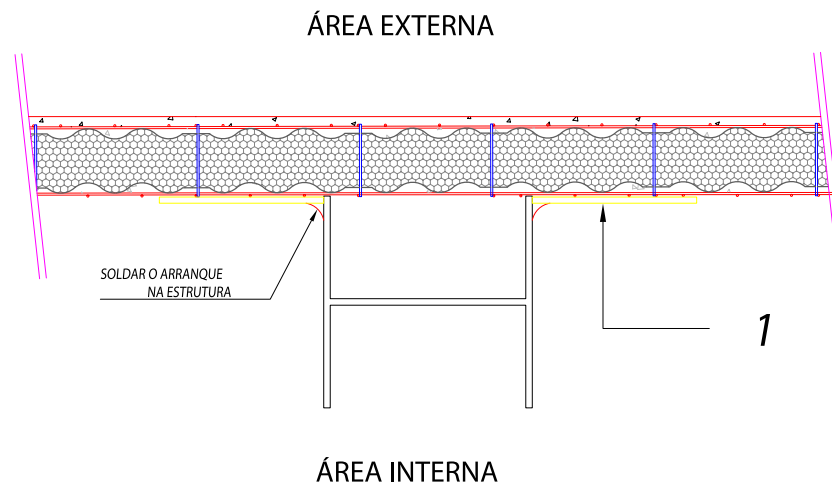 ÁREA EXTERNA
SOLDAR O ARRANQUE
NA ESTRUTURA
1
ÁREA INTERNA